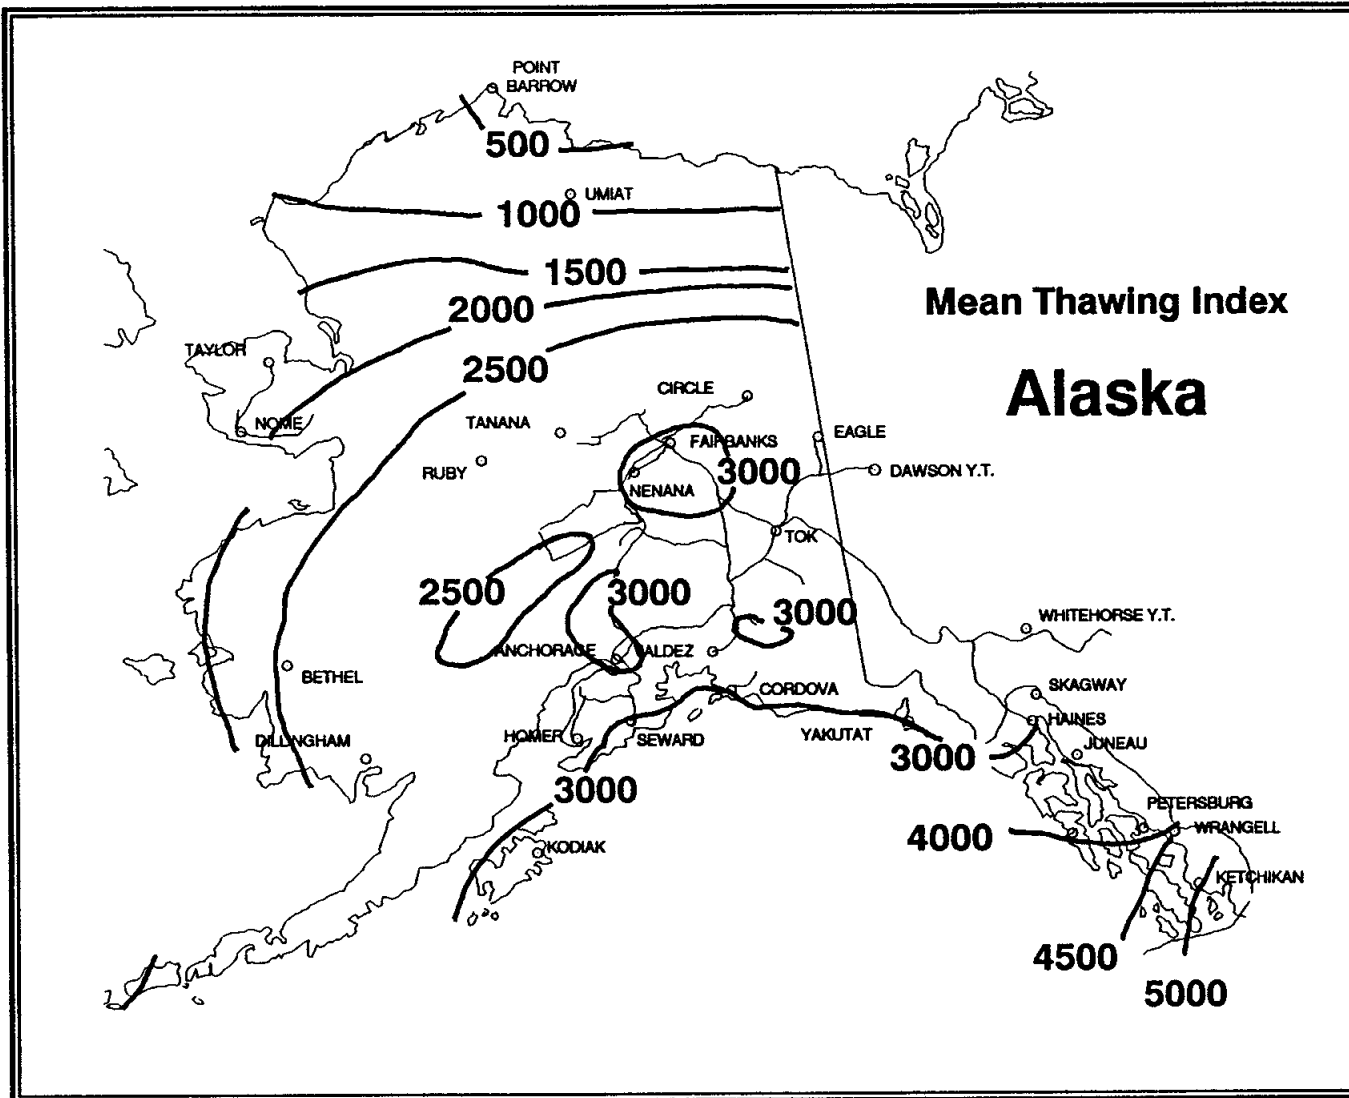 POINT
BARROW
500
UMIAT
1000
1500
2000
Mean Thawing Index
TAYLOR
2500
Alaska
CIRCLE
NOME
TANANA
FAIRBANKS
EAGLE
RUBY
3000
DAWSON Y.T.
NENANA
TOK
2500
3000
3000
WHITEHORSE Y.T.
ANCHORAGE
VALDEZ
BETHEL
SKAGWAY
CORDOVA
HAINES
DILLINGHAM
HOMER
SEWARD
YAKUTAT
JUNEAU
3000
3000
PETERSBURG
WRANGELL
4000
KODIAK
KETCHIKAN
4500
5000